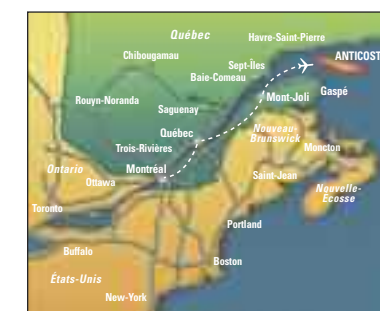 Québec
Havre-Saint-Pierre
Chibougamau
Sept-Îles
ANTICOST
Baie-Comeau
Gaspé
Rouyn-Noranda
Mont-Joli
Saguenay
Québec
Nouveau-
Brunswick
Trois-Rivières
Moncton
Ontario
Montréal
Saint-Jean
Ottawa
Nouvelle-
Écosse
Toronto
Portland
Buffalo
Boston
États-Unis
New-York